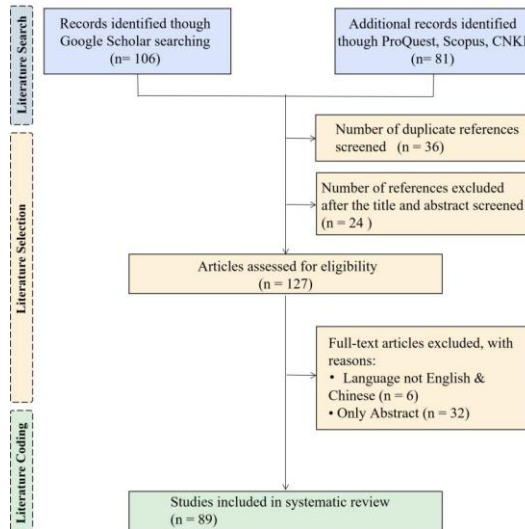 Literature Search
Records identified though
Google Scholar searching
(n= 106)
Additional records identified
though ProQuest, Scopus, CNKI
(n= 81)
Literature Selection
Number of duplicate references
screened (n = 36)
Number of references excluded
after the title and abstract screened
(n = 24 )
Articles assessed for eligibility
(n = 127)
Full-text articles excluded, with
reasons:
• Language not English &
Chinese (n = 6)
• Only Abstract (n = 32)
Literature Coding
Studies included in systematic review
(n = 89)